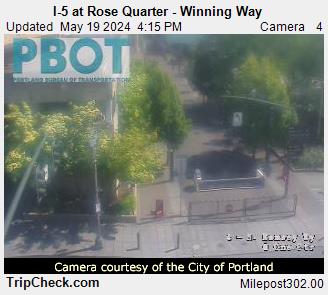 I-5 at Rose Quarter - Winning Way
Updated May 19 2024 4:15 PM Camera 4
PBOT
PORTLAND BUREAU OF TRANSPORTATION
Camera courtesy of the City of Portland
TripCheck.com Milepost302.00